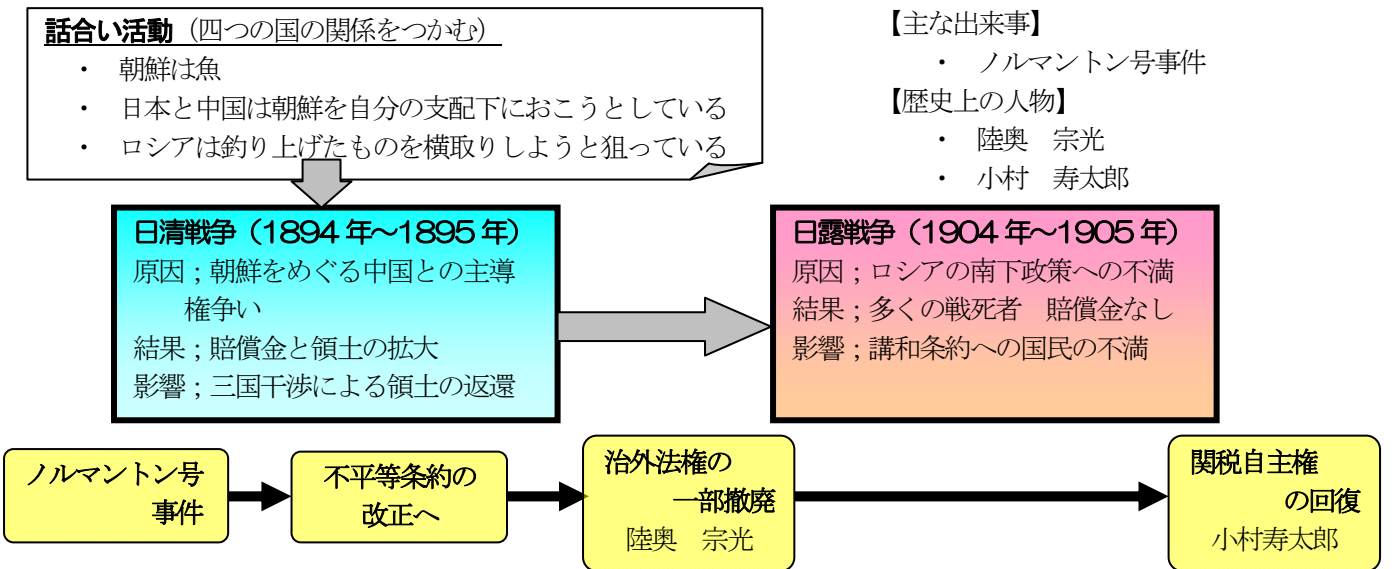 話合い活動（四つの国の関係をつかむ）
・ 朝鮮は魚
・ 日本と中国は朝鮮を自分の支配下におこうとしている
・ ロシアは釣り上げたものを横取りしようと狙っている
【主な出来事】
・ ノルマントン号事件
【歴史上の人物】
・ 陸奥 宗光
・ 小村 寿太郎
日清戦争（1894年～1895年）
原因；朝鮮をめぐる中国との主導
権争い
結果；賠償金と領土の拡大
影響；三国干渉による領土の返還
日露戦争（1904年～1905年）
原因；ロシアの南下政策への不満
結果；多くの戦死者 賠償金なし
影響；講和条約への国民の不満
ノルマントン号
事件
不平等条約の
改正へ
治外法権の
一部撤廃
陸奥 宗光
関税自主権
の回復
小村寿太郎